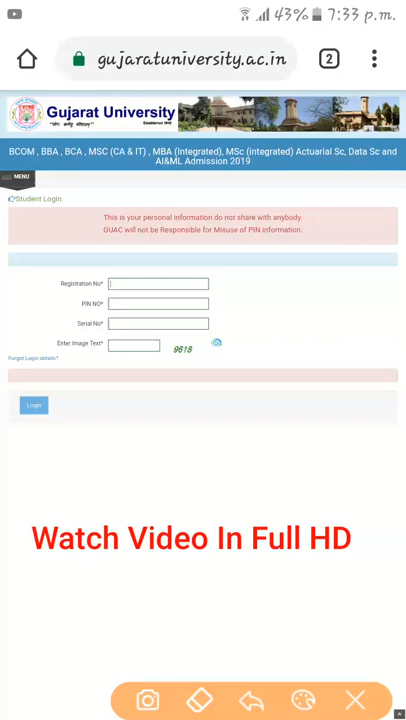 43% 7:33 p.m.
gujaratuniversity.ac.in
2
Gujarat University
Established 1949
BCOM , BBA , BCA , MSC (CA & IT) , MBA (Integrated), MSc (integrated) Actuarial Sc, Data Sc and
AI&ML Admission 2019
MENU
Student Login
This is your personal information do not share with anybody.
GUAC will not be Responsible for Misuse of PIN information.
Registration No*
PIN NO*
Serial No*
Enter Image Text*
9618
Forgot Login details?
Login
Watch Video In Full HD